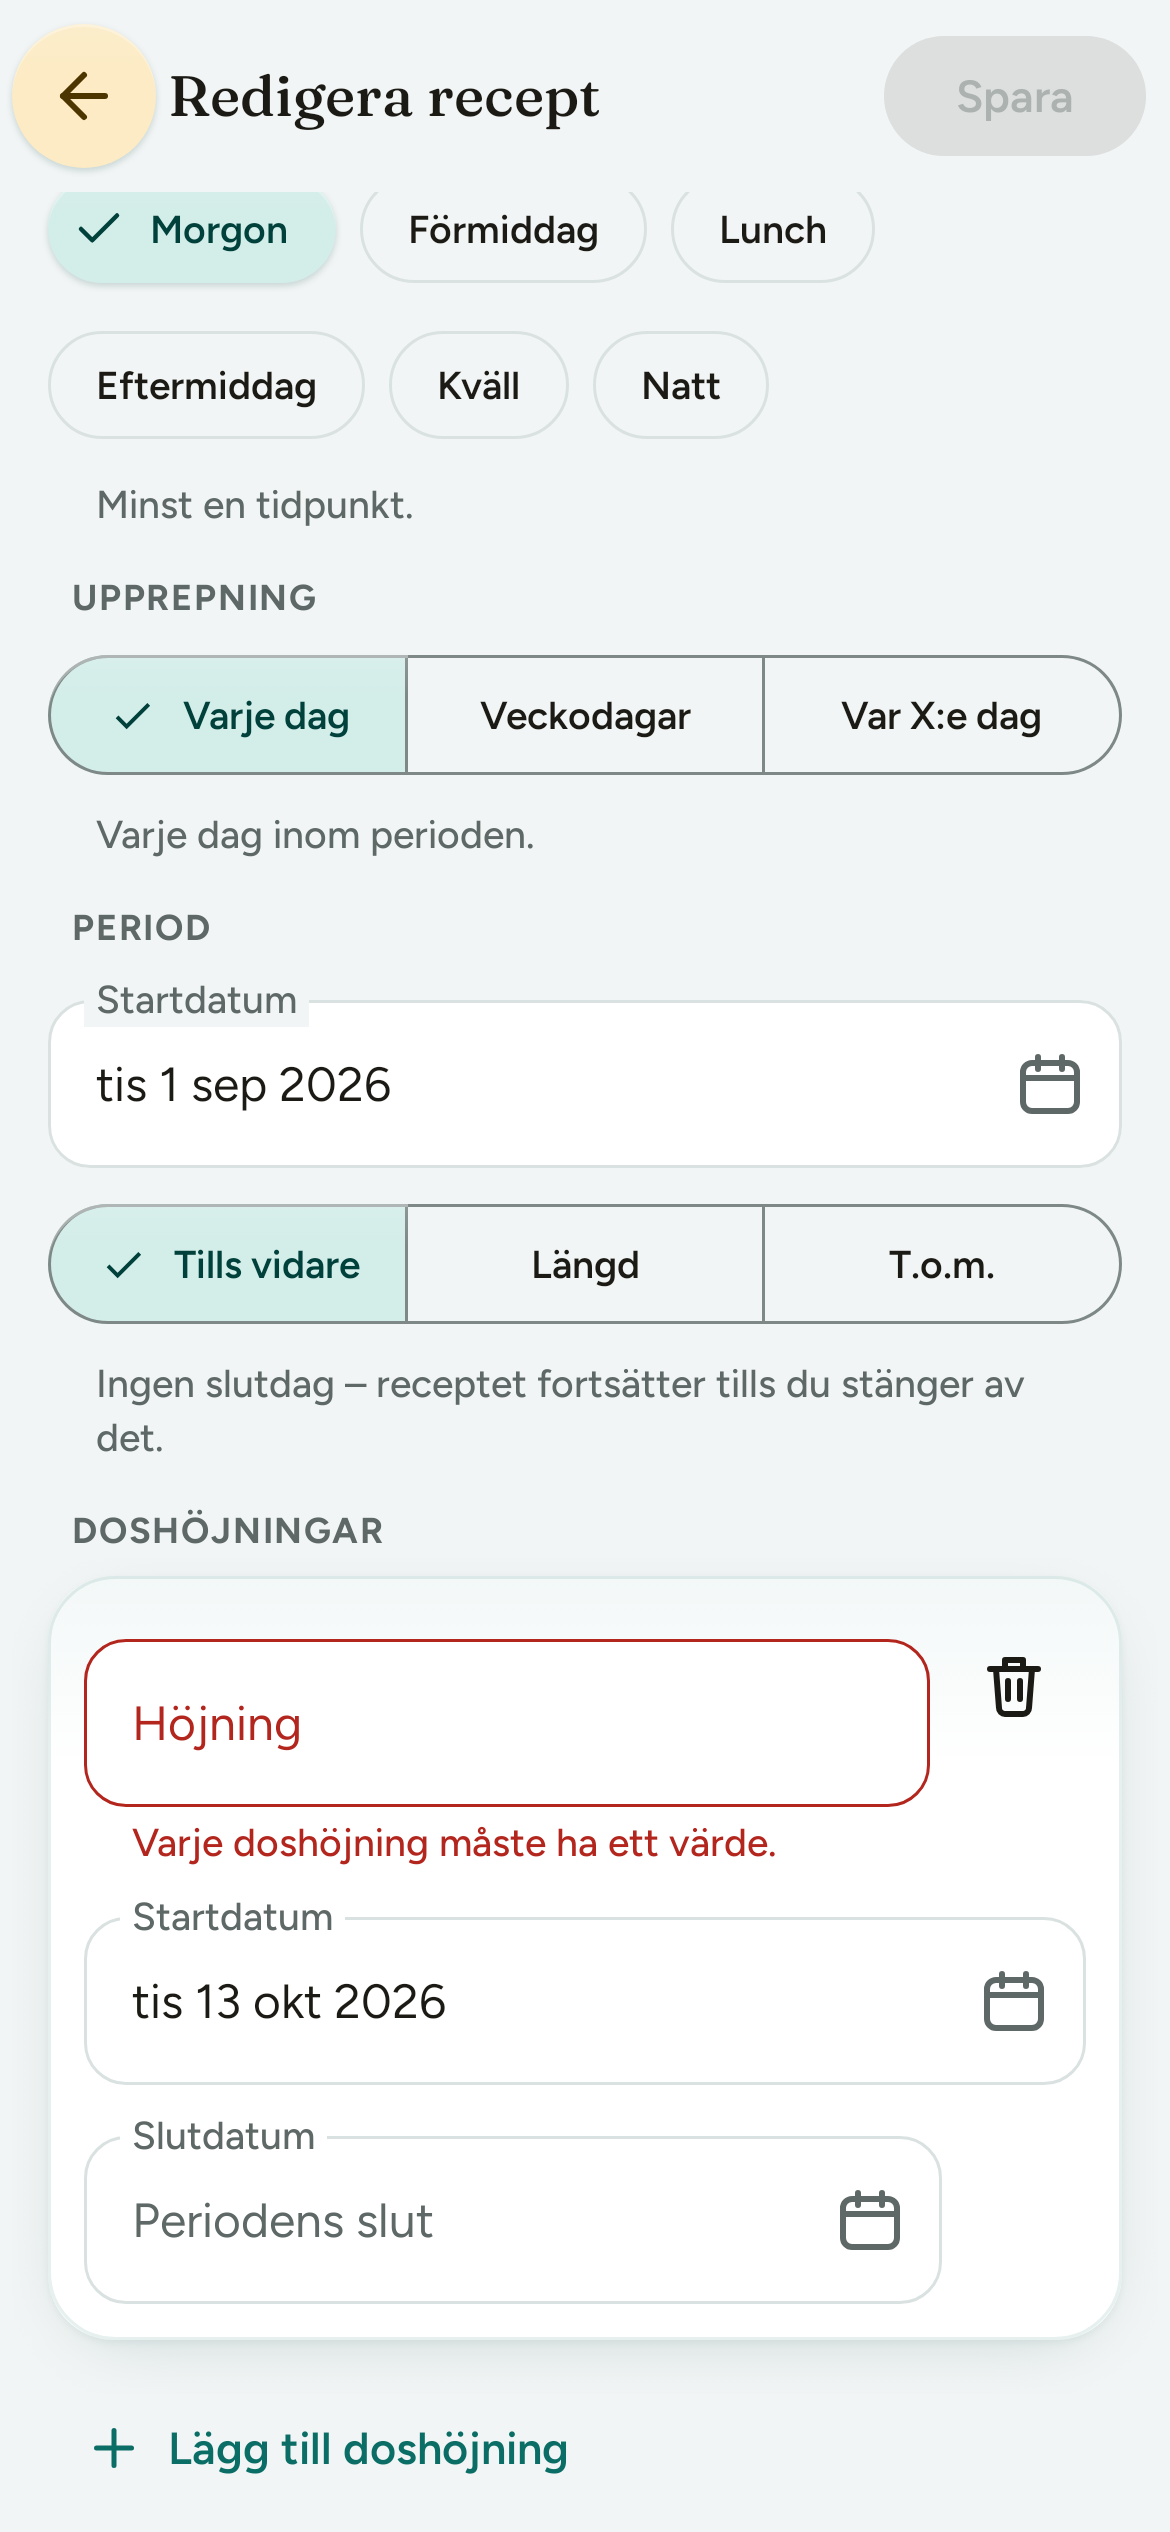 Redigera recept
Spara
Morgon
Förmiddag
Lunch
Eftermiddag
Kväll
Natt
Minst en tidpunkt.
UPPREPNING
Varje dag
Veckodagar
Var X:e dag
Varje dag inom perioden.
PERIOD
Startdatum
tis 1 sep 2026
Tills vidare
Längd
T.o.m.
Ingen slutdag – receptet fortsätter tills du stänger av
det.
DOSHÖJNINGAR
Höjning
Varje doshöjning måste ha ett värde.
Startdatum
tis 13 okt 2026
Slutdatum
Periodens slut
Lägg till doshöjning